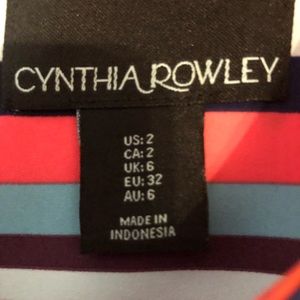 CYNTHIA ROWLEY
US: 2
CA: 2
UK: 6
EU: 32
AU: 6
MADE IN
INDONESIA